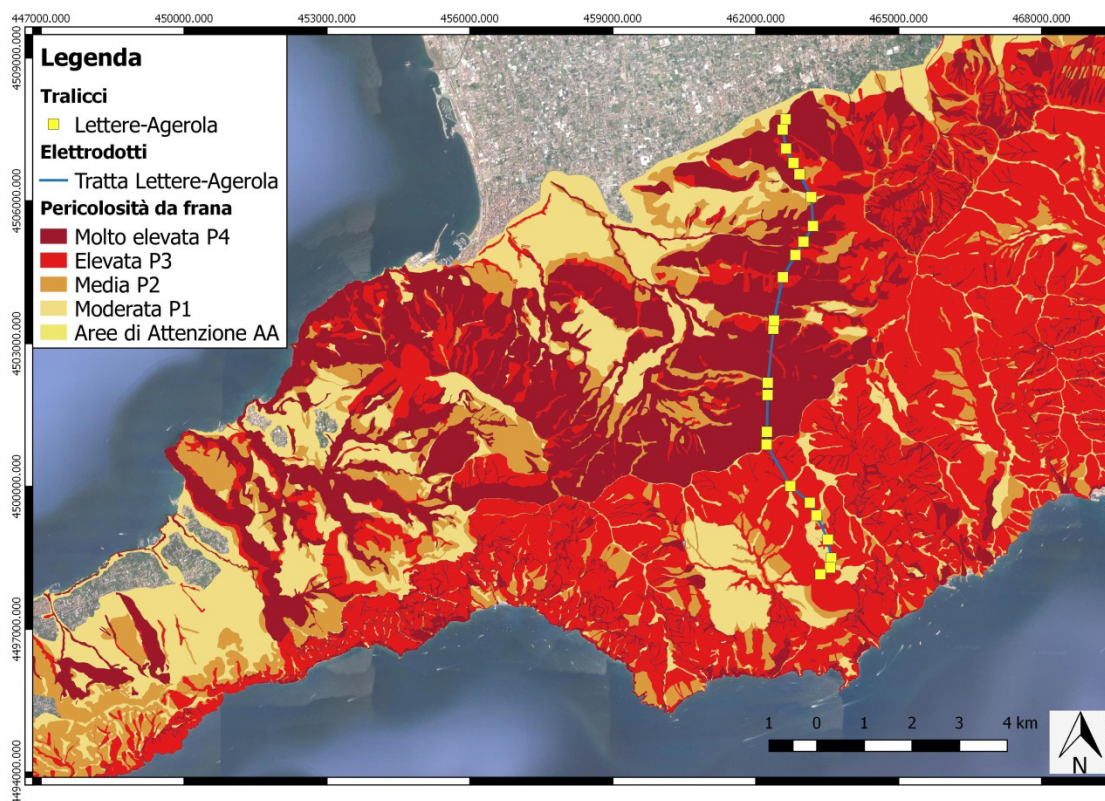 447000.000 450000.000 453000.000 456000.000 459000.000 462000.000 465000.000 468000.000
Legenda
Tralicci
Lettere-Agerola
Elettrodotti
Tratta Lettere-Agerola
Pericolosità da frana
Molto elevata P4
Elevata P3
Media P2
Moderata P1
Aree di Attenzione AA
4509000.000
4506000.000
4503000.000
4500000.000
4497000.000
4494000.000
1 0 1 2 3 4 km
N